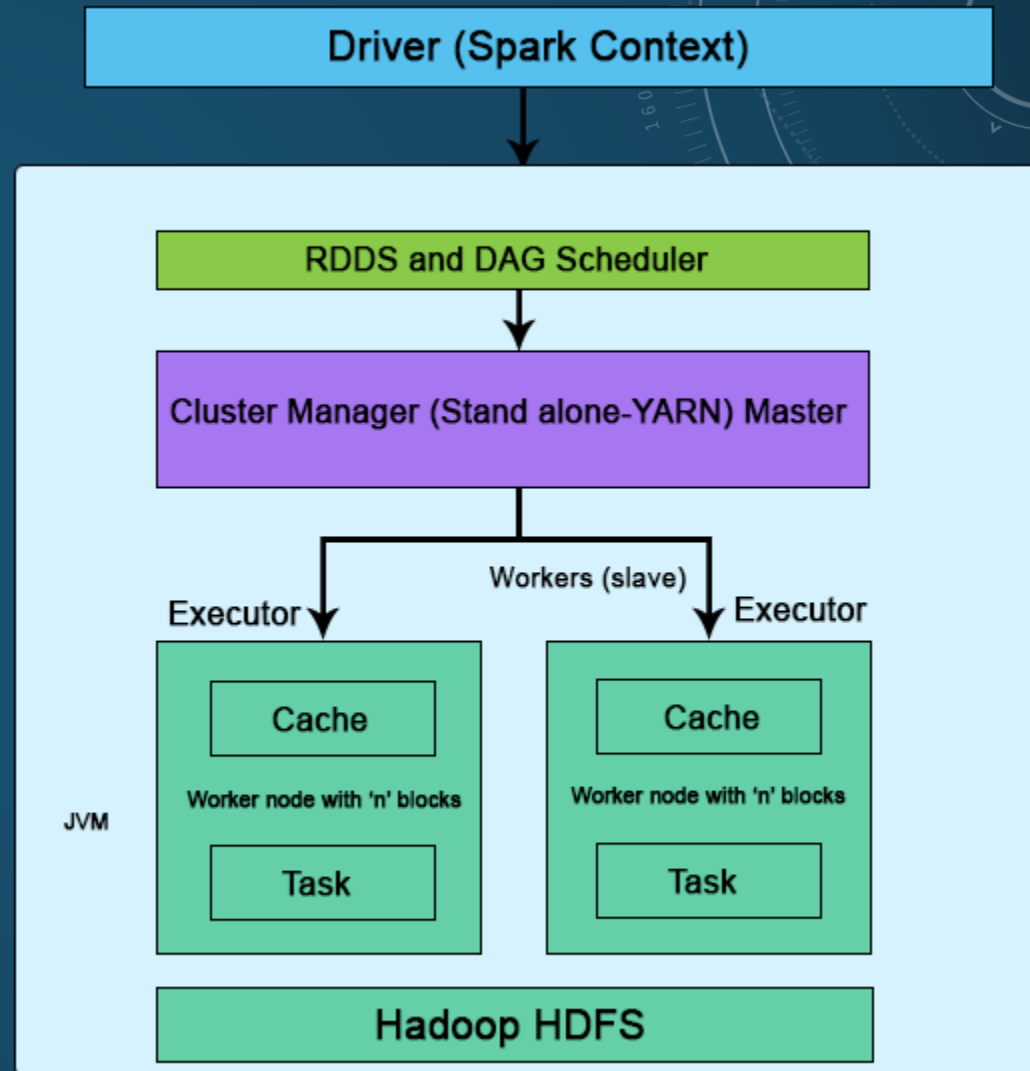 Driver (Spark Context)
160
RDDS and DAG Scheduler
Cluster Manager (Stand alone-YARN) Master
Workers (slave)
Executor
Executor
Cache
Cache
Worker node with ‘n’ blocks
Worker node with ‘n’ blocks
JVM
Task
Task
Hadoop HDFS